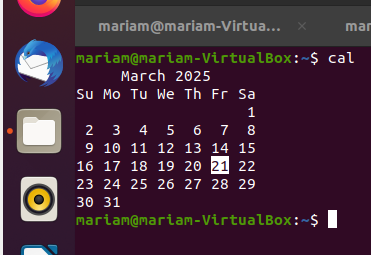 mariam@mariam-Virtua...
×
ma
mariam@mariam-VirtualBox:~$ cal
     March 2025
Su Mo Tu We Th Fr Sa
                   1
 2  3  4  5  6  7  8
 9 10 11 12 13 14 15
16 17 18 19 20 21 22
23 24 25 26 27 28 29
30 31
mariam@mariam-VirtualBox:~$